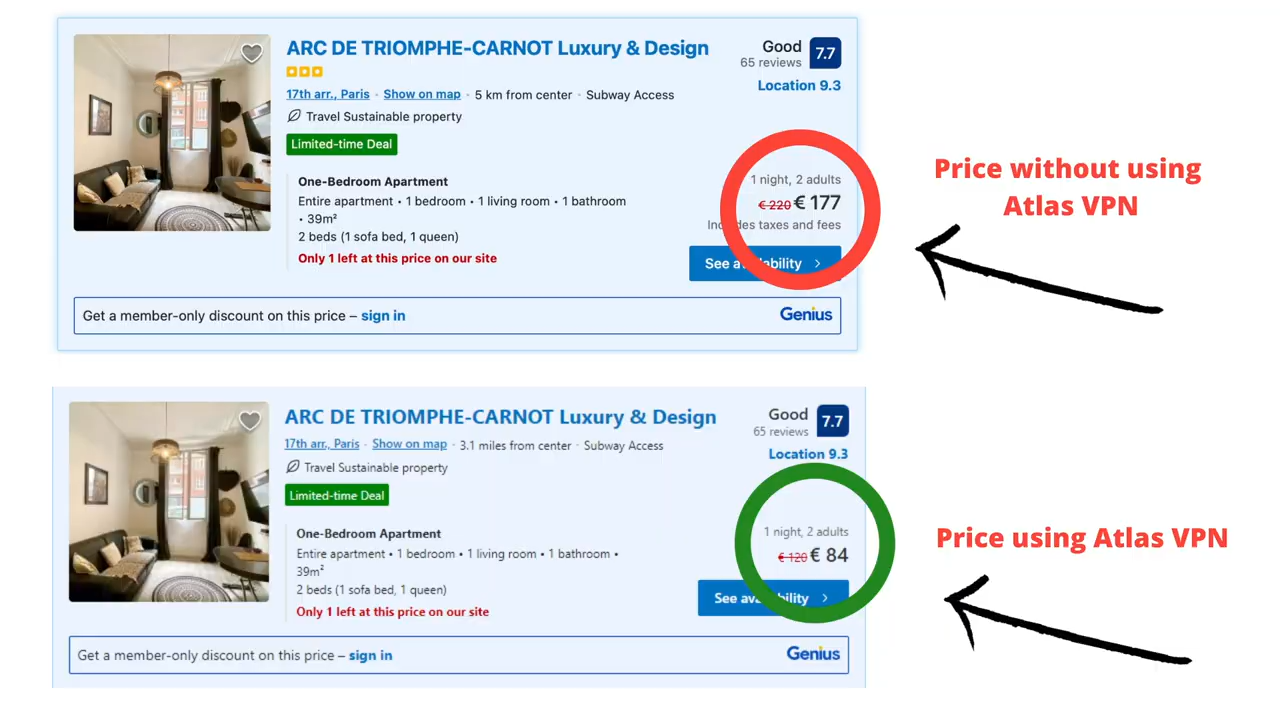 ARC DE TRIOMPHE-CARNOT Luxury & Design
Good
65 reviews
7.7
Location 9.3
17th arr., Paris · Show on map · 5 km from center · Subway Access
Travel Sustainable property
Limited-time Deal
One-Bedroom Apartment
Entire apartment • 1 bedroom • 1 living room • 1 bathroom
• 39m²
2 beds (1 sofa bed, 1 queen)
Only 1 left at this price on our site
1 night, 2 adults
€ 220 € 177
Includes taxes and fees
See availability
Get a member-only discount on this price – sign in
Genius
Price without using
Atlas VPN
ARC DE TRIOMPHE-CARNOT Luxury & Design
Good
65 reviews
7.7
Location 9.3
17th arr., Paris · Show on map · 3.1 miles from center · Subway Access
Travel Sustainable property
Limited-time Deal
One-Bedroom Apartment
Entire apartment • 1 bedroom • 1 living room • 1 bathroom •
39m²
2 beds (1 sofa bed, 1 queen)
Only 1 left at this price on our site
1 night, 2 adults
€ 120 € 84
See availability
Get a member-only discount on this price – sign in
Genius
Price using Atlas VPN